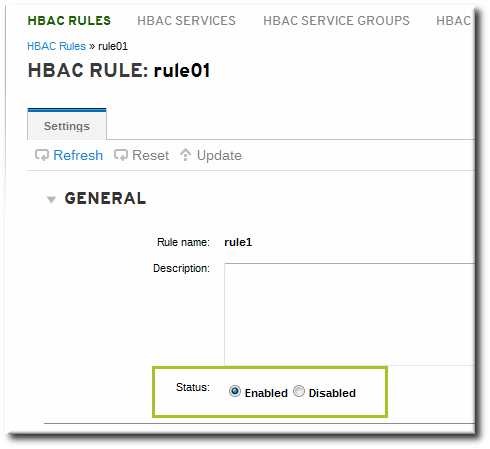 HBAC RULES HBAC SERVICES HBAC SERVICE GROUPS HBAC
HBAC Rules » rule01
HBAC RULE: rule01
Settings
Refresh Reset Update
GENERAL
Rule name: rule1
Description:
Status: Enabled Disabled